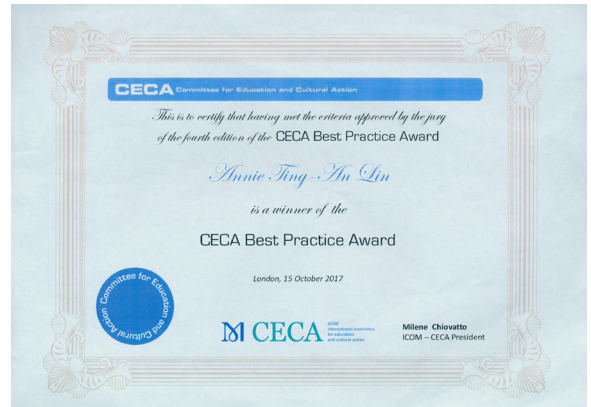 CECA Committee for Education and Cultural Action
This is to certify that having met the criteria approved by the jury
of the fourth edition of the CECA Best Practice Award
Annie Ting-An Lin
is a winner of the
CECA Best Practice Award
London, 15 October 2017
Committee for Education and Cultural Action
CECA
ICOM
international committee
for education
and cultural action
Milene Chiovatto
ICOM – CECA President